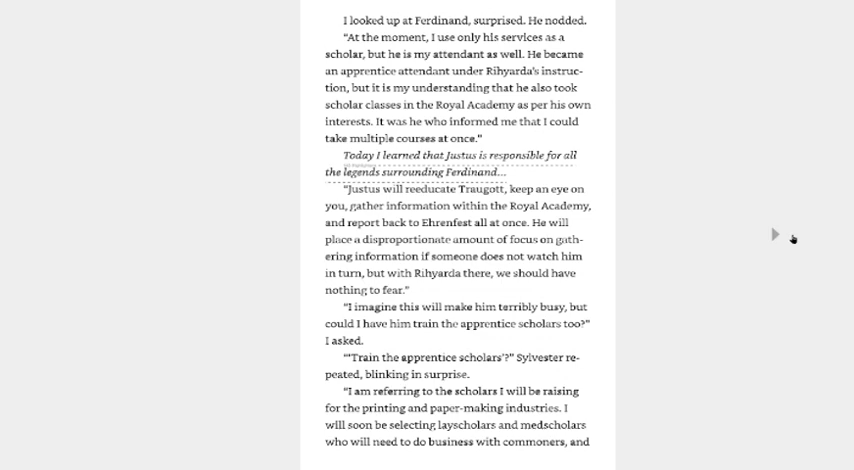 I looked up at Ferdinand, surprised. He nodded.
“At the moment, I use only his services as a
scholar, but he is my attendant as well. He became
an apprentice attendant under Rihyarda’s instruc-
tion, but it is my understanding that he also took
scholar classes in the Royal Academy as per his own
interests. It was he who informed me that I could
take multiple courses at once.”
Today I learned that Justus is responsible for all
the legends surrounding Ferdinand...
“Justus will reeducate Traugott, keep an eye on
you, gather information within the Royal Academy,
and report back to Ehrenfest all at once. He will
place a disproportionate amount of focus on gath-
ering information if someone does not watch him
in turn, but with Rihyarda there, we should have
nothing to fear.”
“I imagine this will make him terribly busy, but
could I have him train the apprentice scholars too?”
I asked.
“‘Train the apprentice scholars’?” Sylvester re-
peated, blinking in surprise.
“I am referring to the scholars I will be raising
for the printing and paper-making industries. I
will soon be selecting layscholars and medscholars
who will need to do business with commoners, and